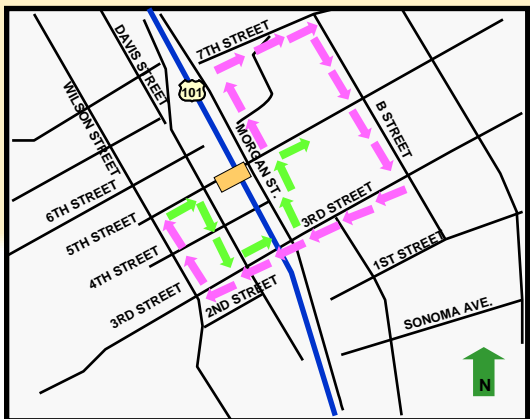 7TH STREET
DAVIS STREET
101
WILSON STREET
MORGAN ST.
B STREET
6TH STREET
5TH STREET
4TH STREET
3RD STREET
3RD STREET
2ND STREET
1ST STREET
SONOMA AVE.
N